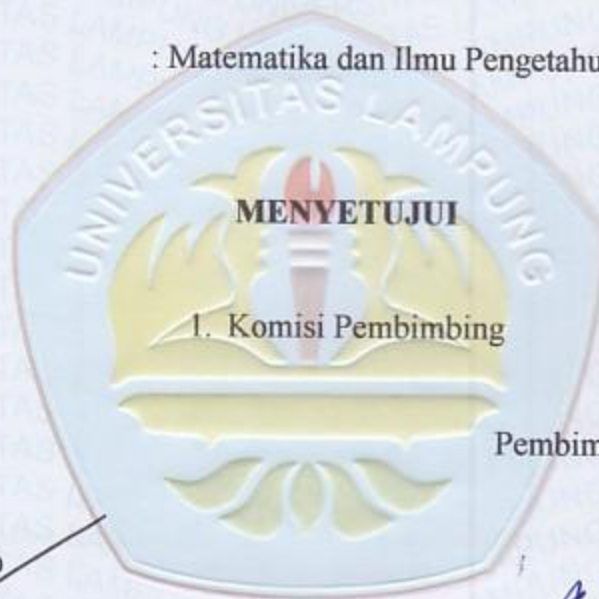 : Matematika dan Ilmu Pengetahu
UNIVERSITAS LAMPUNG
MENYETUJUI
1. Komisi Pembimbing
Pembim